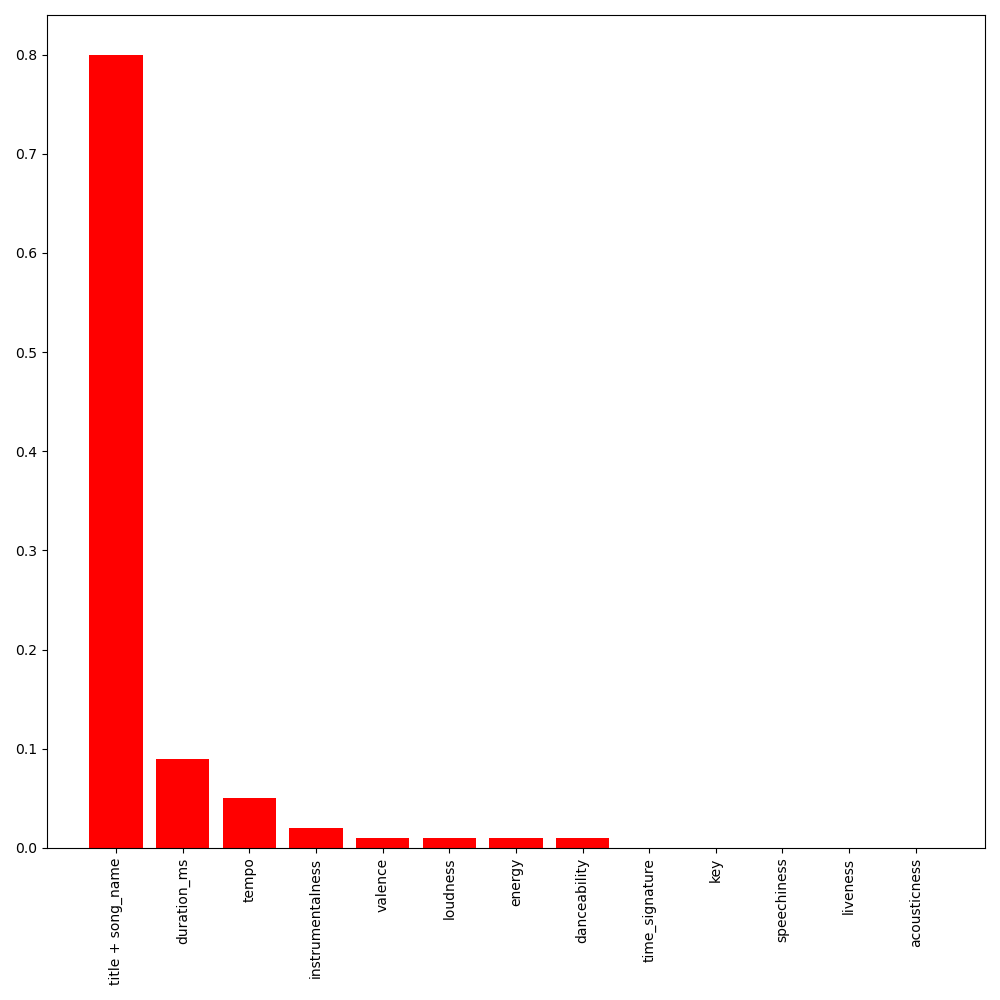 0.8
0.7
0.6
0.5
0.4
0.3
0.2
0.1
0.0
title + song_name
duration_ms
tempo
instrumentalness
valence
loudness
energy
danceability
time_signature
key
speechiness
liveness
acousticness